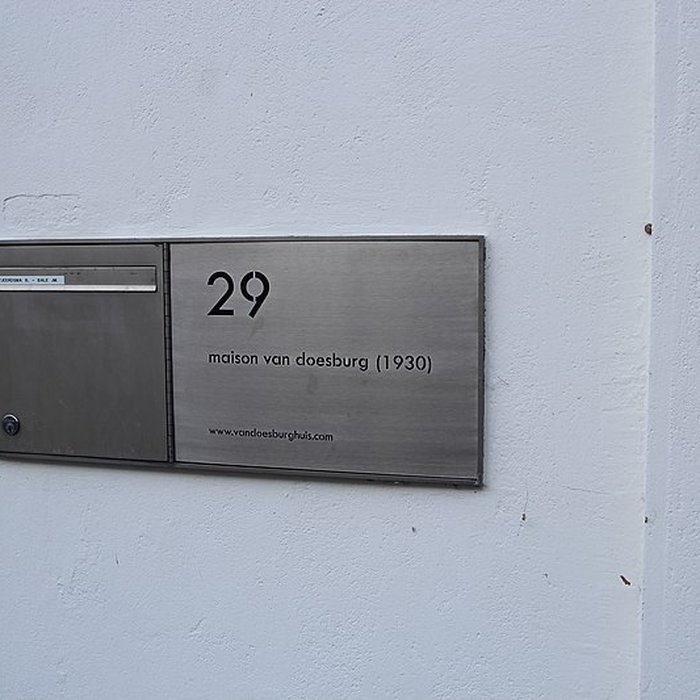 29
maison van doesburg (1930)
www.vandoesburghuis.com